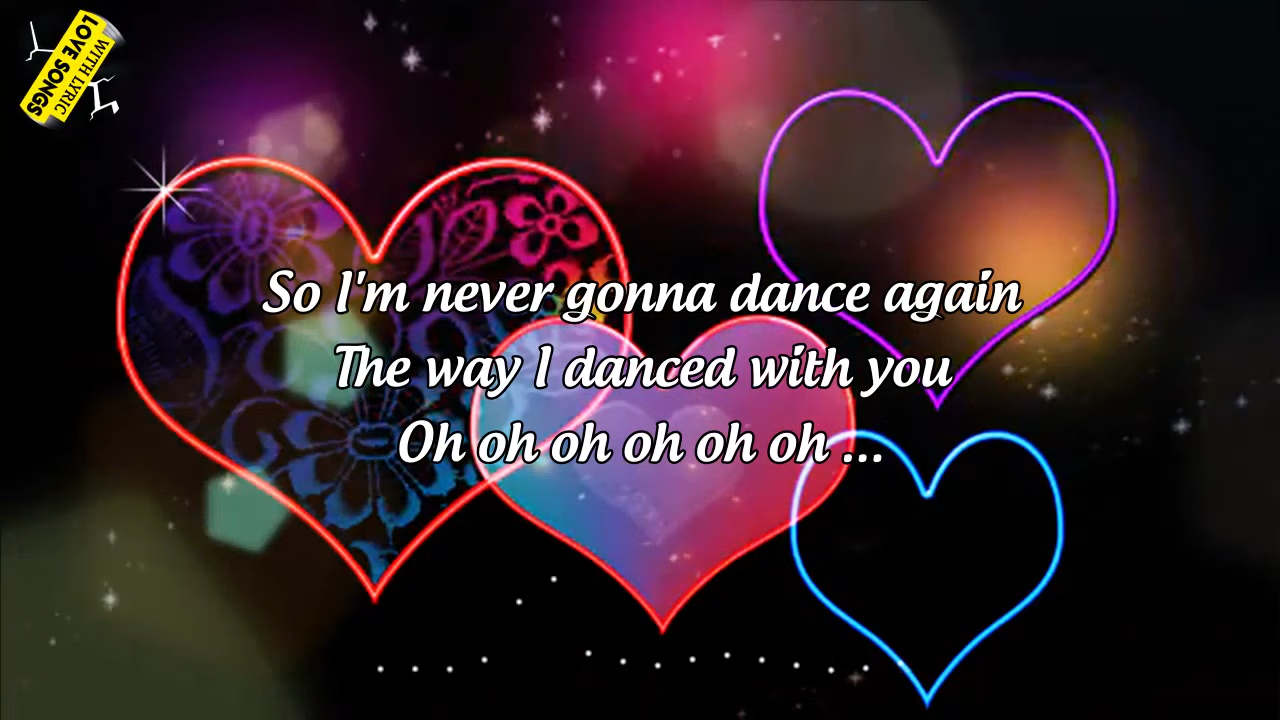 LOVE SONGS
WITH LYRIC
So I'm never gonna dance again
The way I danced with you
Oh oh oh oh oh oh ...